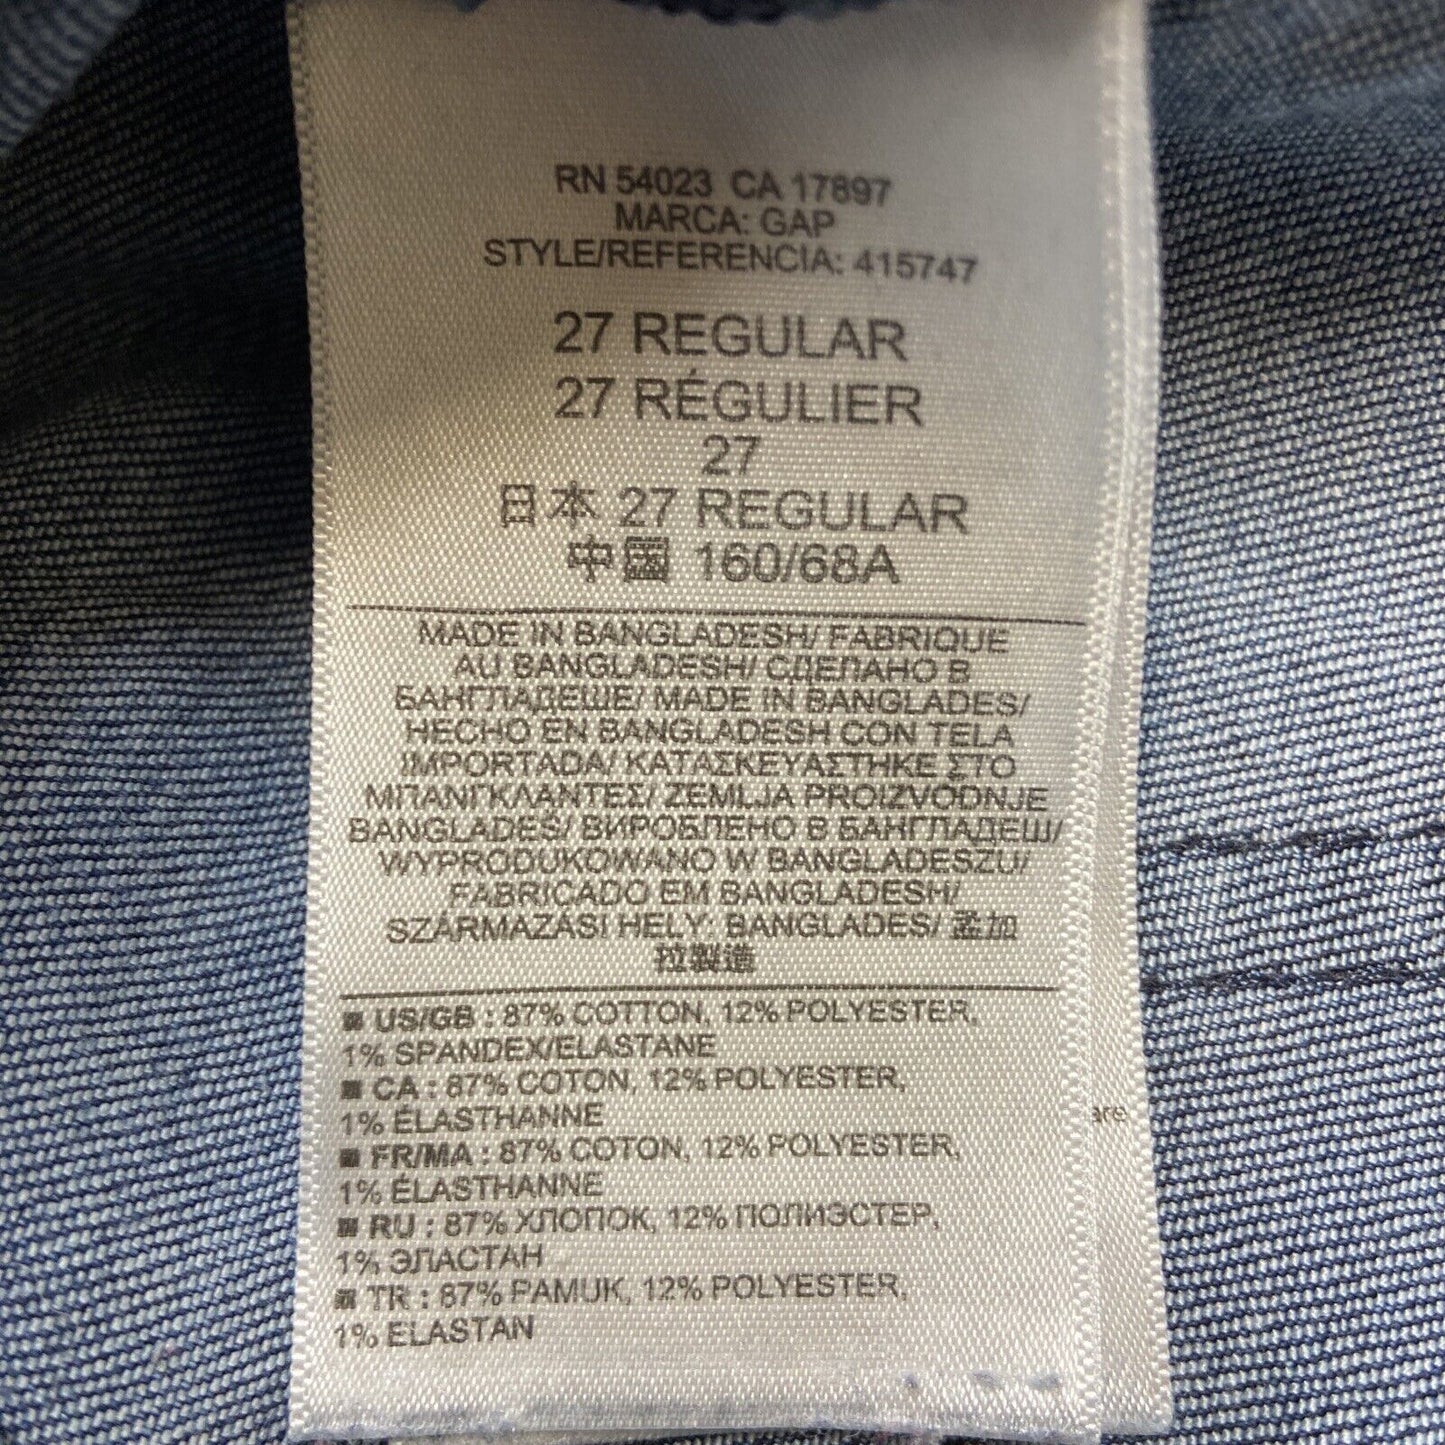 RN 54023 CA 17897
MARCA: GAP
STYLE/REFERENCIA: 415747
27 REGULAR
27 RÉGULIER
27
日本 27 REGULAR
中国 160/68A
MADE IN BANGLADESH/ FABRIQUE
AU BANGLADESH/ СДЕЛАНО В
БАНГЛАДЕШЕ/ MADE IN BANGLADES/
HECHO EN BANGLADESH CON TELA
IMPORTADA/ ΚΑΤΑΣΚΕΥΑΣΤΗΚΕ ΣΤΟ
ΜΠΑΝΓΚΛΑΝΤΕΣ/ ZEMLJA PROIZVODNJE
BANGLADEŠ/ ВИРОБЛЕНО В БАНГЛАДЕШ/
WYPRODUKOWANO W BANGLADESZU/
FABRICADO EM BANGLADESH/
SZÁRMAZÁSI HELY: BANGLADES/ 孟加
拉製造
■ US/GB : 87% COTTON, 12% POLYESTER,
1% SPANDEX/ELASTANE
■ CA : 87% COTON, 12% POLYESTER,
1% ÉLASTHANNE
■ FR/MA : 87% COTON, 12% POLYESTER,
1% ÉLASTHANNE
■ RU : 87% ХЛОПОК, 12% ПОЛИЭСТЕР,
1% ЭЛАСТАН
■ TR : 87% PAMUK, 12% POLYESTER,
1% ELASTAN